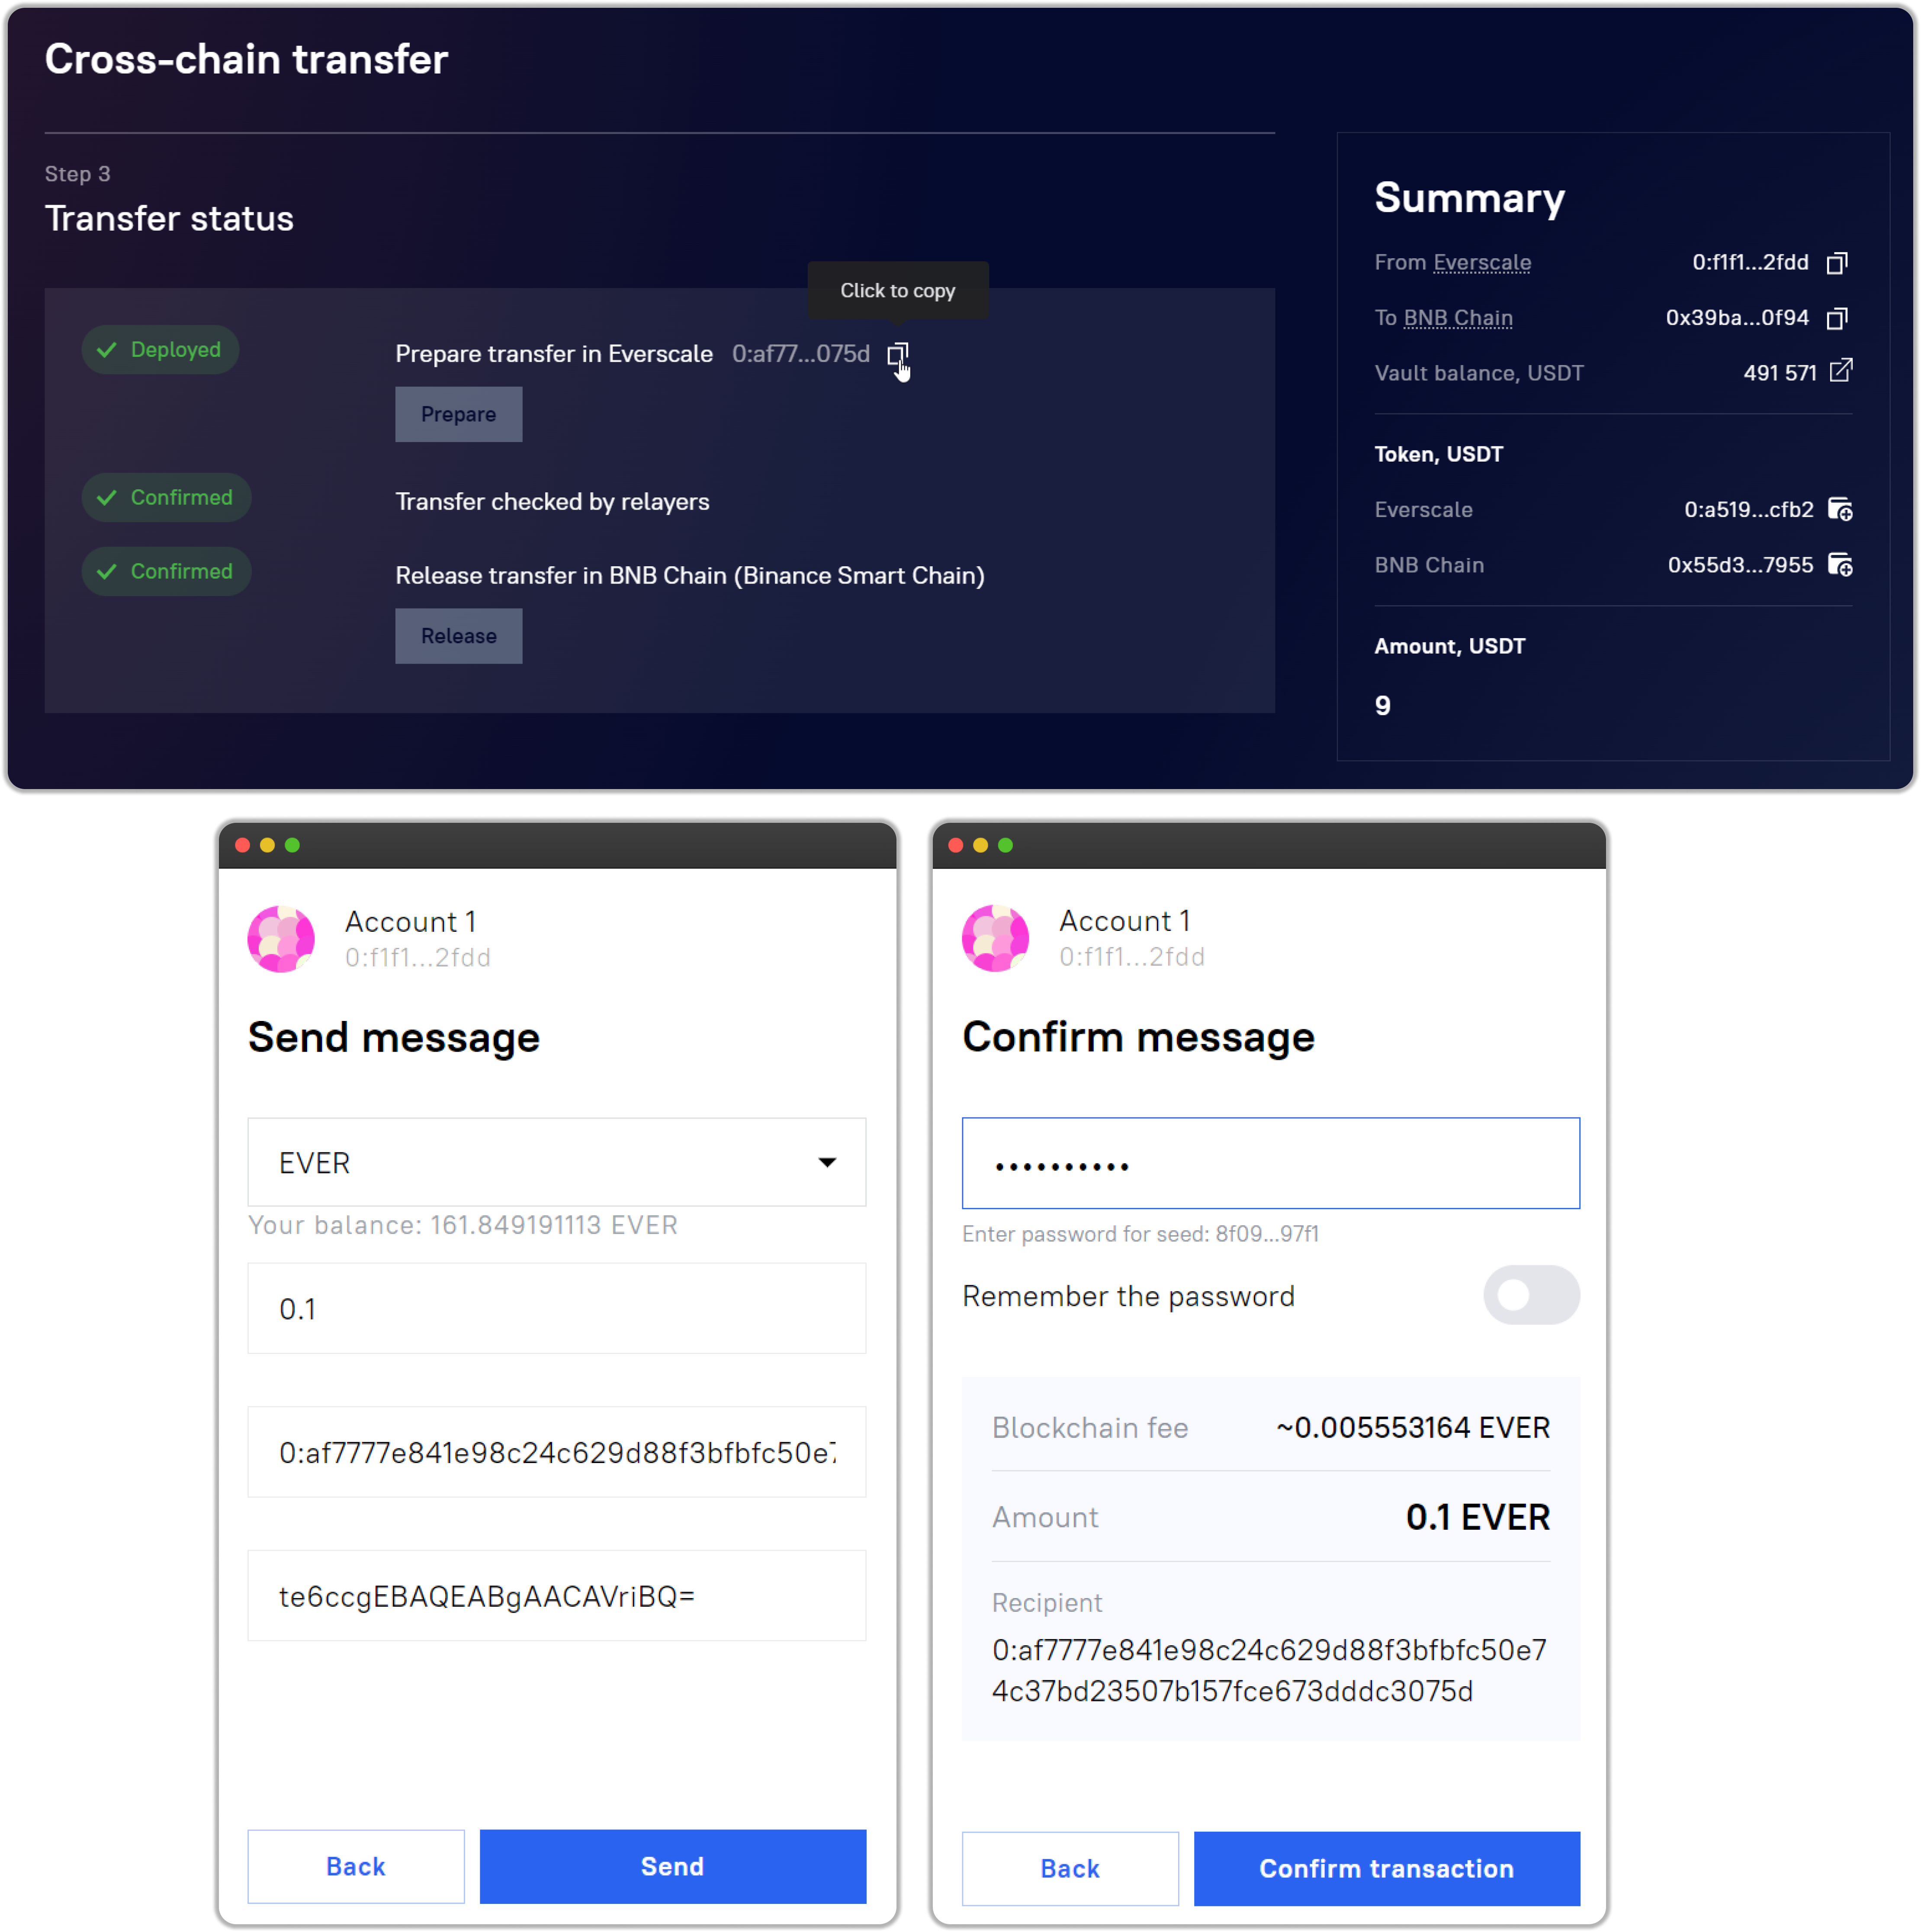 Cross-chain transfer
Step 3
Transfer status
Click to copy
Deployed
Prepare transfer in Everscale 0:af77...075d
Prepare
Confirmed
Transfer checked by relayers
Confirmed
Release transfer in BNB Chain (Binance Smart Chain)
Release
Summary
From Everscale 0:f1f1...2fdd
To BNB Chain 0x39ba...0f94
Vault balance, USDT 491 571
Token, USDT
Everscale 0:a519...cfb2
BNB Chain 0x55d3...7955
Amount, USDT
9
Account 1
0:f1f1...2fdd
Send message
EVER
Your balance: 161.849191113 EVER
0.1
0:af7777e841e98c24c629d88f3bfbfc50e7
te6ccgEBAQEABgAACAVriBQ=
Back
Send
Account 1
0:f1f1...2fdd
Confirm message
••••••••••
Enter password for seed: 8f09...97f1
Remember the password
Blockchain fee ~0.005553164 EVER
Amount 0.1 EVER
Recipient
0:af7777e841e98c24c629d88f3bfbfc50e7
4c37bd23507b157fce673dddc3075d
Back
Confirm transaction